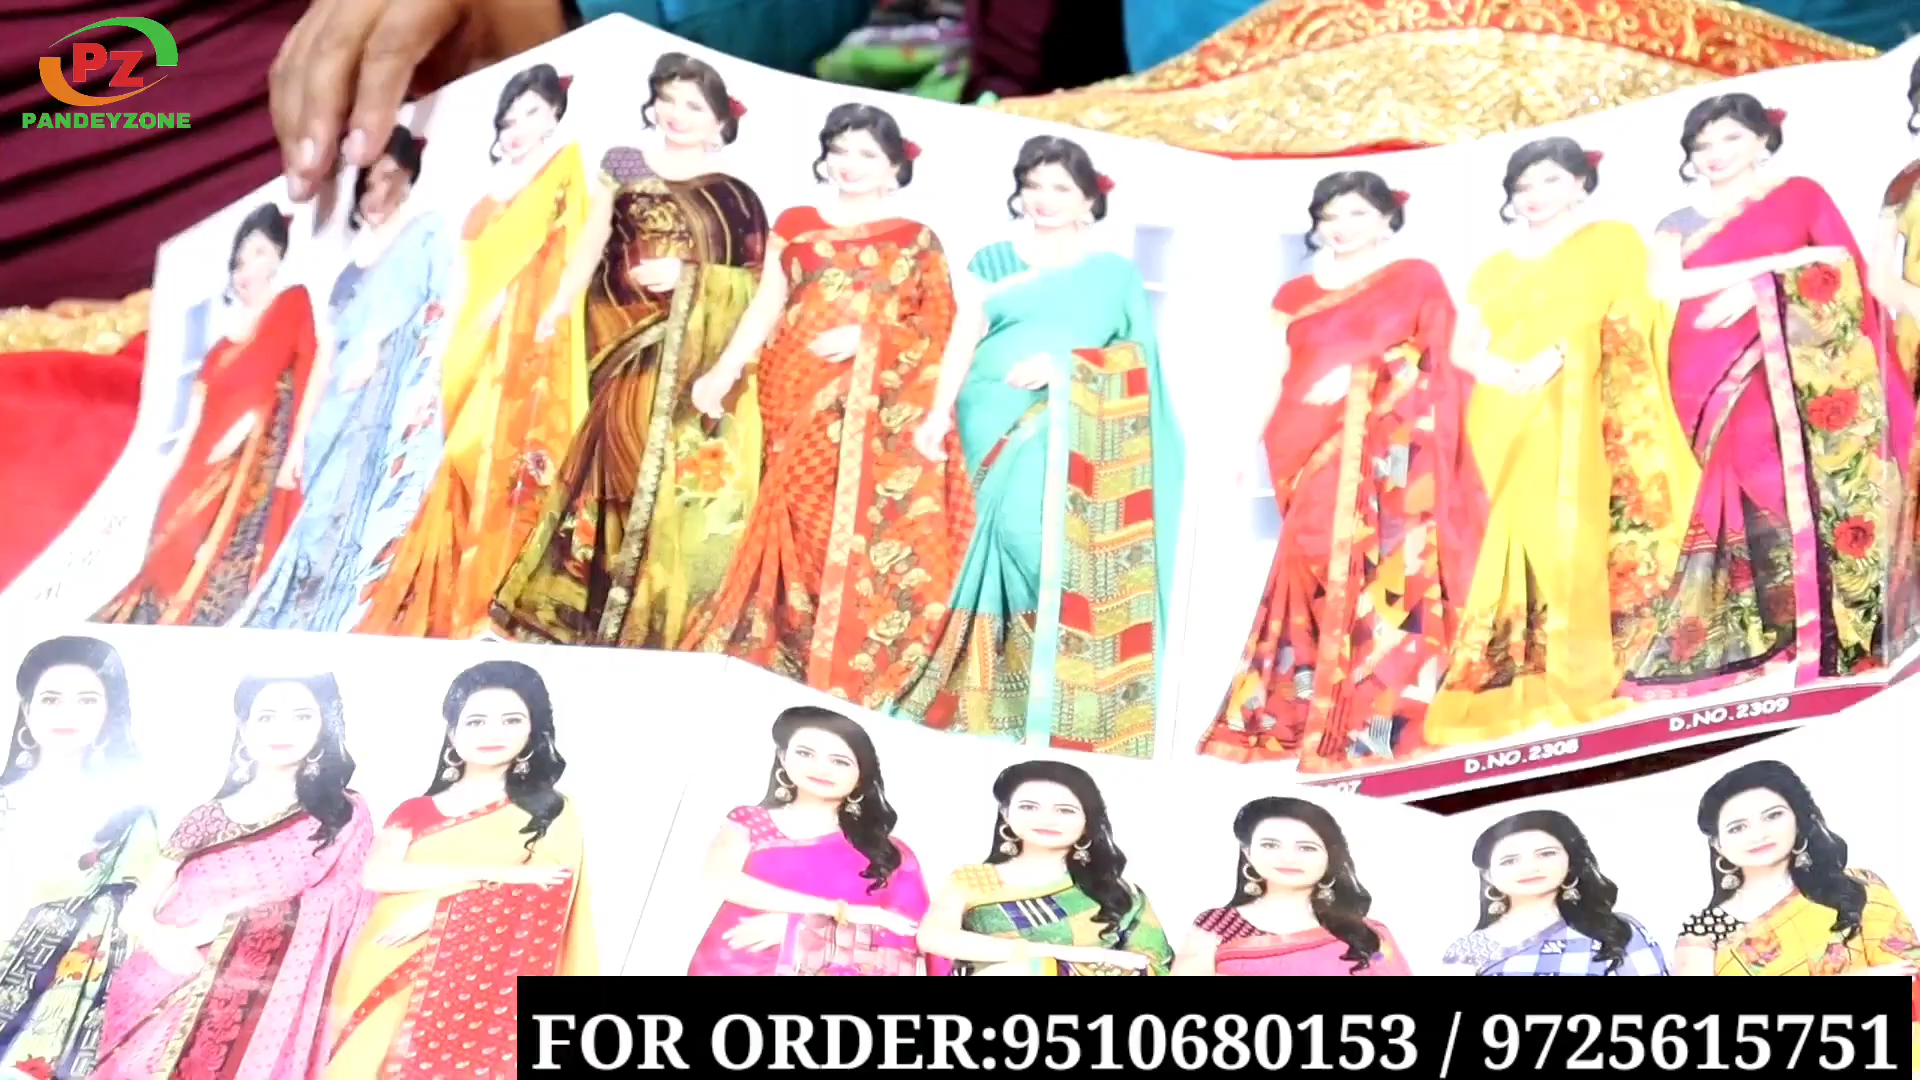 PZ
PANDEYZONE
D.NO.2308
D.NO.2309
FOR ORDER:9510680153 / 9725615751